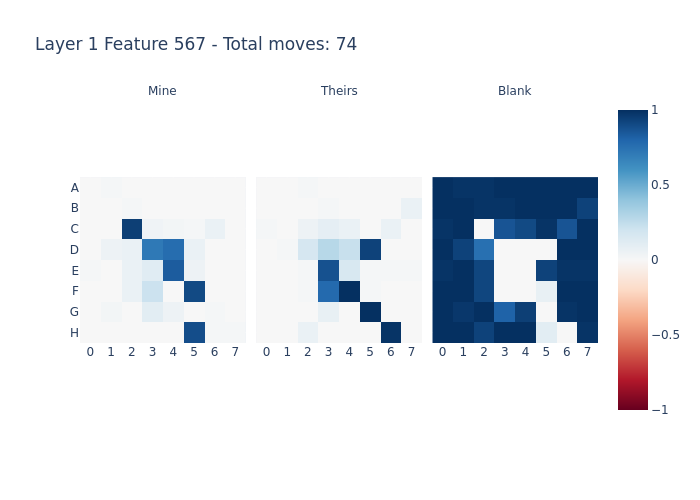 Layer 1 Feature 567 - Total moves: 74
Mine Theirs Blank
A
B
C
D
E
F
G
H
0 1 2 3 4 5 6 7 0 1 2 3 4 5 6 7 0 1 2 3 4 5 6 7
1
0.5
0
−0.5
−1